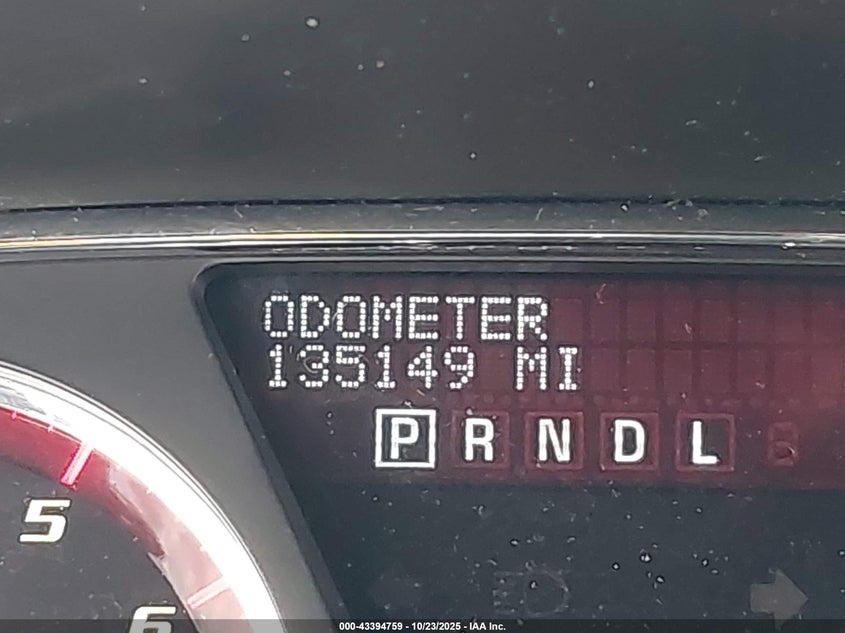 ODOMETER
135149 MI
P R N D L
5
6
000-43394759 - 10/23/2025 - IAA Inc.